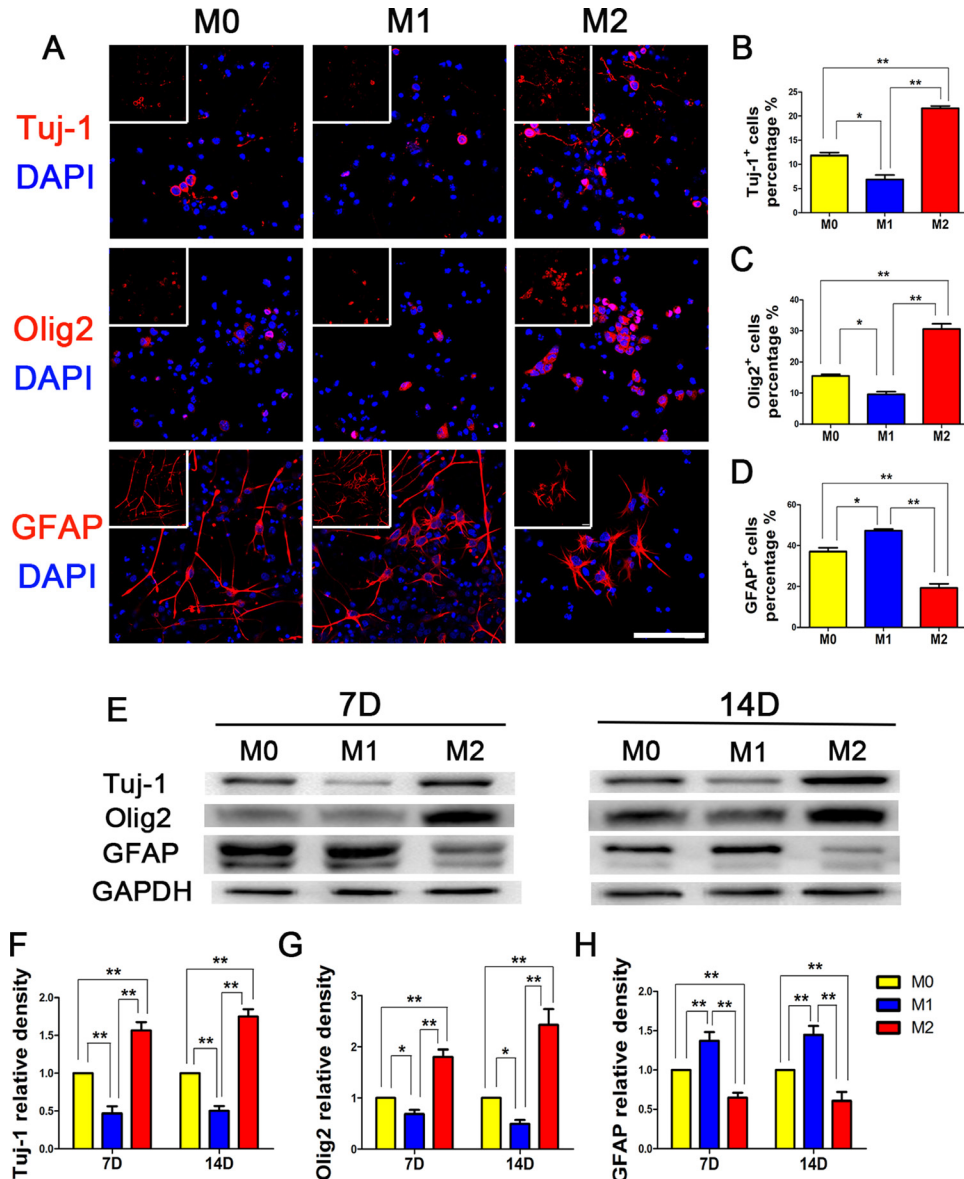 M0 M1 M2
A
Tuj-1
DAPI
Olig2
DAPI
GFAP
DAPI
B
Tuj-1+ cells
percentage %
25
20
15
10
5
0
M0 M1 M2
* ** **
C
Olig2+ cells
percentage %
40
30
20
10
0
M0 M1 M2
* ** **
D
GFAP+ cells
percentage %
60
40
20
0
M0 M1 M2
* ** **
E
7D 14D
M0 M1 M2 M0 M1 M2
Tuj-1
Olig2
GFAP
GAPDH
F
Tuj-1 relative density
2.0
1.5
1.0
0.5
0.0
7D 14D
** **
** **
** **
G
Olig2 relative density
3
2
1
0
7D 14D
** **
** **
* *
H
GFAP relative density
2.0
1.5
1.0
0.5
0.0
7D 14D
** **
** ** ** **
M0
M1
M2